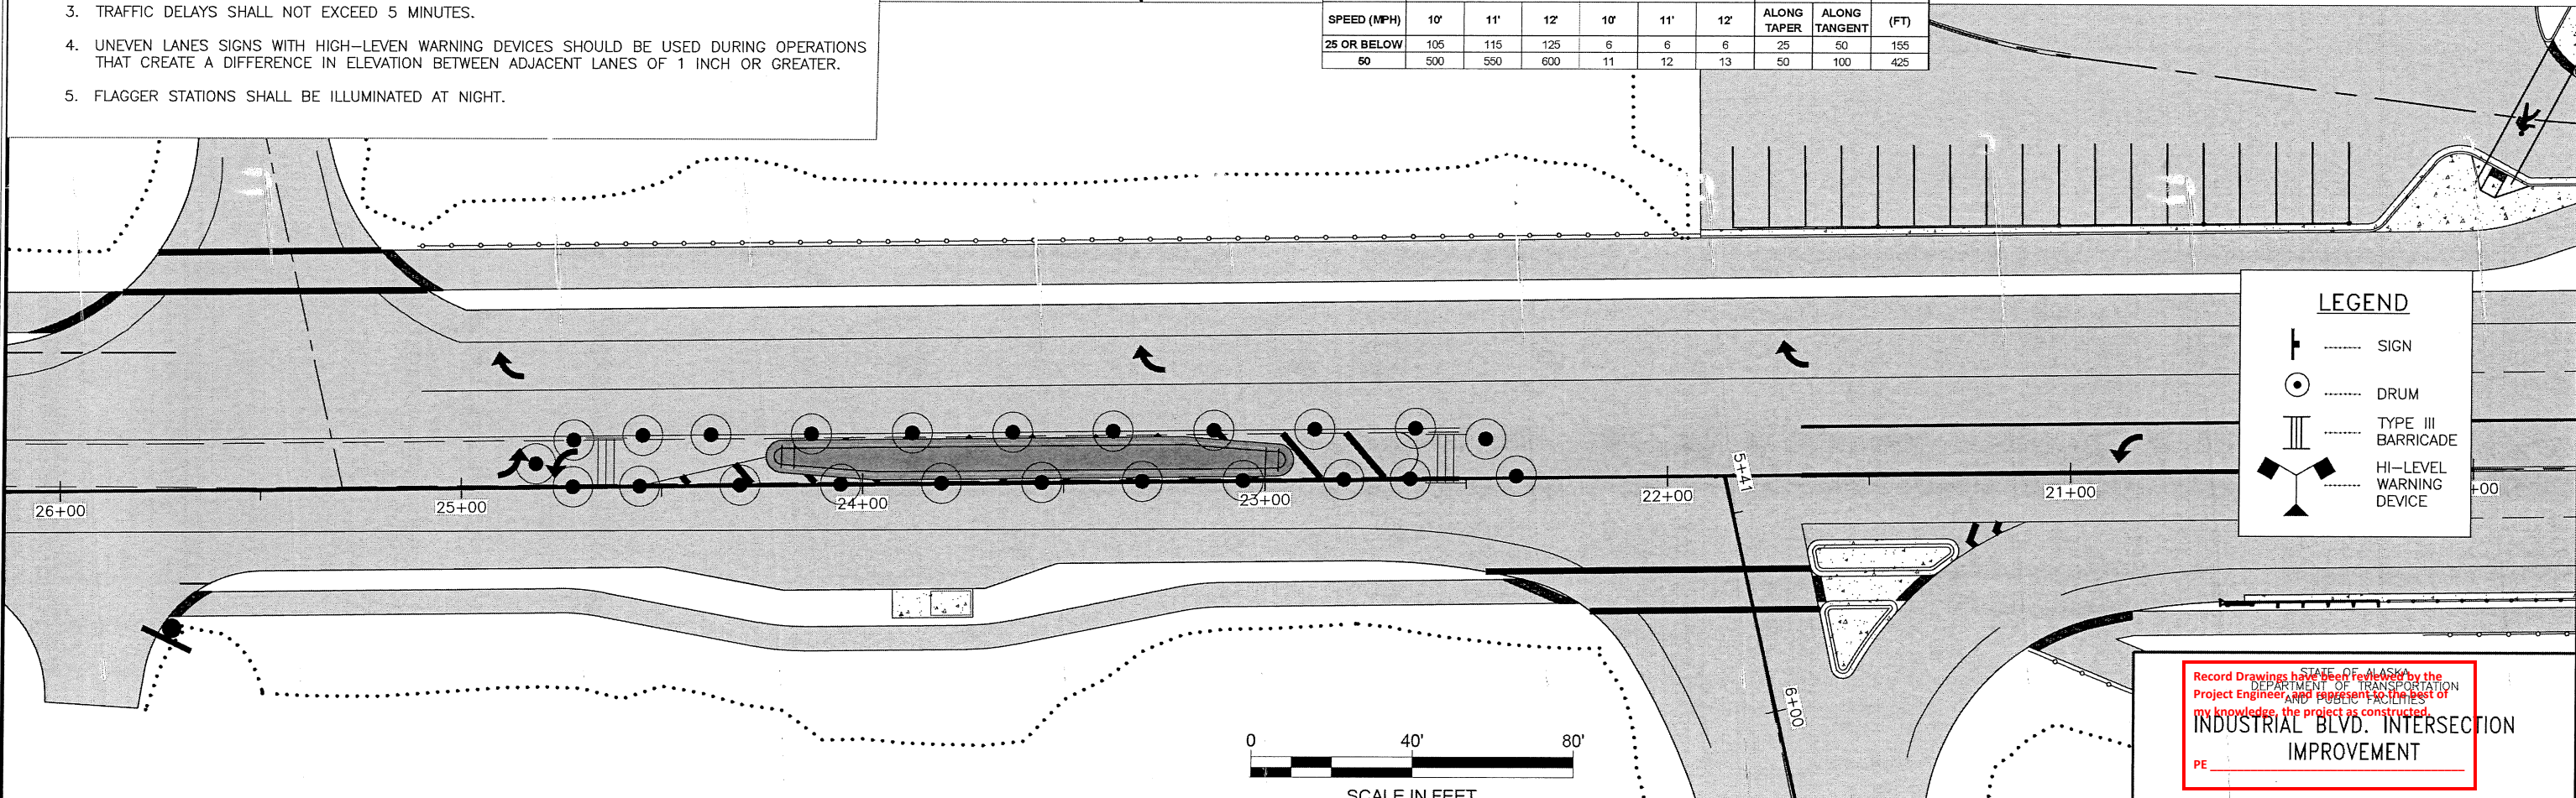 3. TRAFFIC DELAYS SHALL NOT EXCEED 5 MINUTES.
4. UNEVEN LANES SIGNS WITH HIGH-LEVEN WARNING DEVICES SHOULD BE USED DURING OPERATIONS
THAT CREATE A DIFFERENCE IN ELEVATION BETWEEN ADJACENT LANES OF 1 INCH OR GREATER.
5. FLAGGER STATIONS SHALL BE ILLUMINATED AT NIGHT.
SPEED (MPH) 10' 11' 12' 10' 11' 12' ALONG TAPER ALONG TANGENT (FT)
25 OR BELOW 105 115 125 6 6 6 25 50 155
50 500 550 600 11 12 13 50 100 425
LEGEND
SIGN
DRUM
TYPE III
BARRICADE
HI-LEVEL
WARNING
DEVICE
26+00
25+00
24+00
23+00
22+00
5+41
21+00
+00
6+00
0 40' 80'
SCALE IN FEET
STATE OF ALASKA
DEPARTMENT OF TRANSPORTATION
AND PUBLIC FACILITIES
Record Drawings have been reviewed by the
Project Engineer, and represent to the best of
my knowledge, the project as constructed.
INDUSTRIAL BLVD. INTERSECTION
IMPROVEMENT
PE